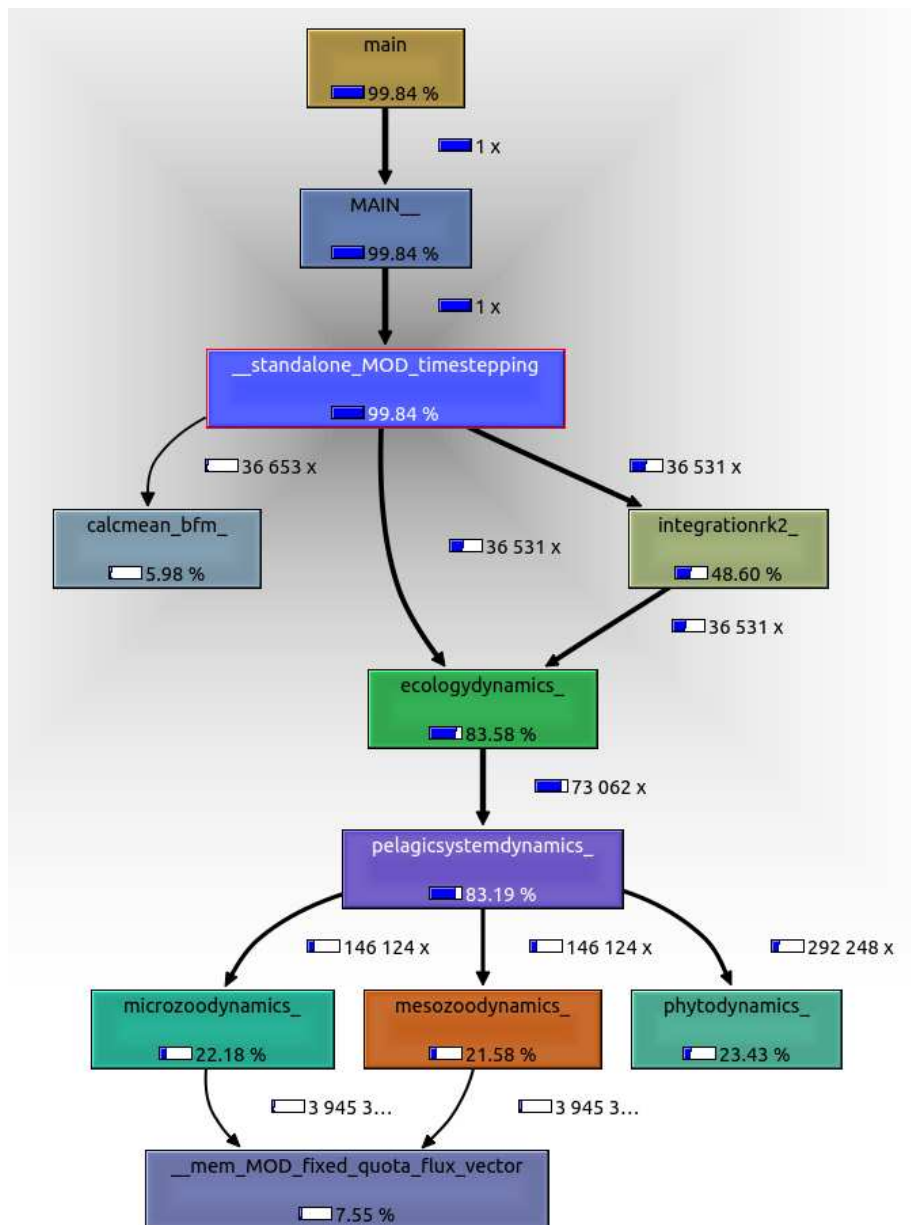 main
99.84 %
1 x
MAIN__
99.84 %
1 x
__standalone_MOD_timestepping
99.84 %
36 653 x
36 531 x
36 531 x
calcmean_bfm_
5.98 %
integrationrk2_
48.60 %
36 531 x
ecologydynamics_
83.58 %
73 062 x
pelagicsystemdynamics_
83.19 %
146 124 x
146 124 x
292 248 x
microzoodynamics_
22.18 %
mesozoodynamics_
21.58 %
phytodynamics_
23.43 %
3 945 3...
3 945 3...
__mem_MOD_fixed_quota_flux_vector
7.55 %